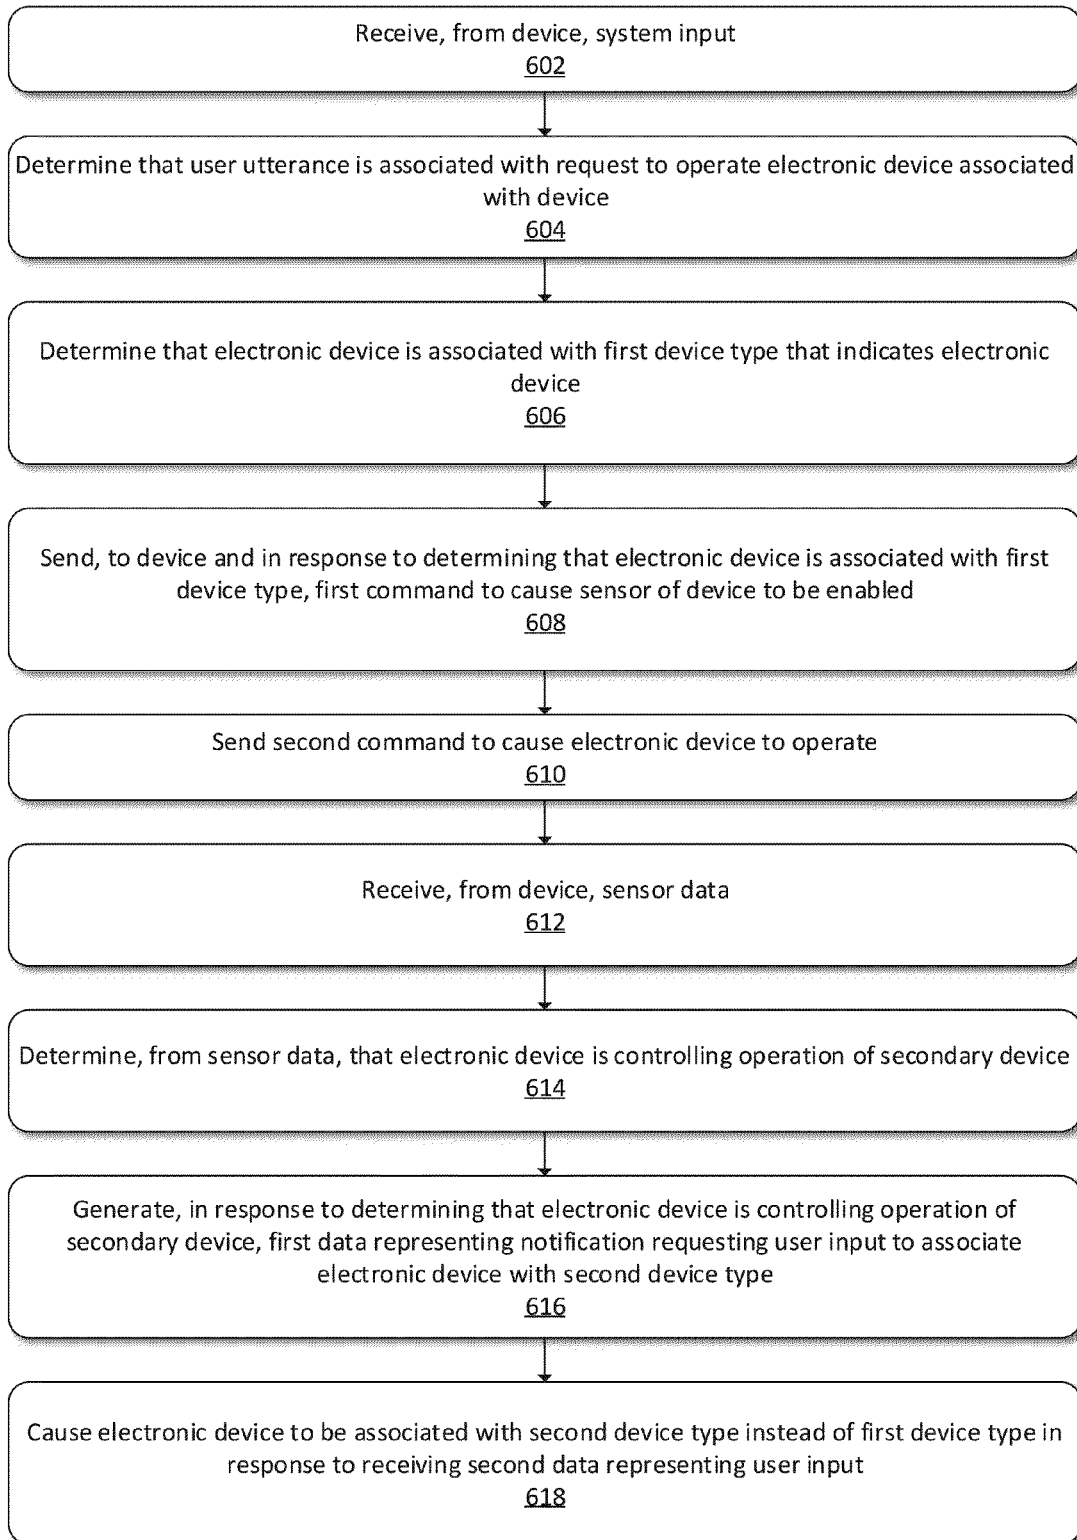 Receive, from device, system input
602
Determine that user utterance is associated with request to operate electronic device associated
with device
604
Determine that electronic device is associated with first device type that indicates electronic
device
606
Send, to device and in response to determining that electronic device is associated with first
device type, first command to cause sensor of device to be enabled
608
Send second command to cause electronic device to operate
610
Receive, from device, sensor data
612
Determine, from sensor data, that electronic device is controlling operation of secondary device
614
Generate, in response to determining that electronic device is controlling operation of
secondary device, first data representing notification requesting user input to associate
electronic device with second device type
616
Cause electronic device to be associated with second device type instead of first device type in
response to receiving second data representing user input
618